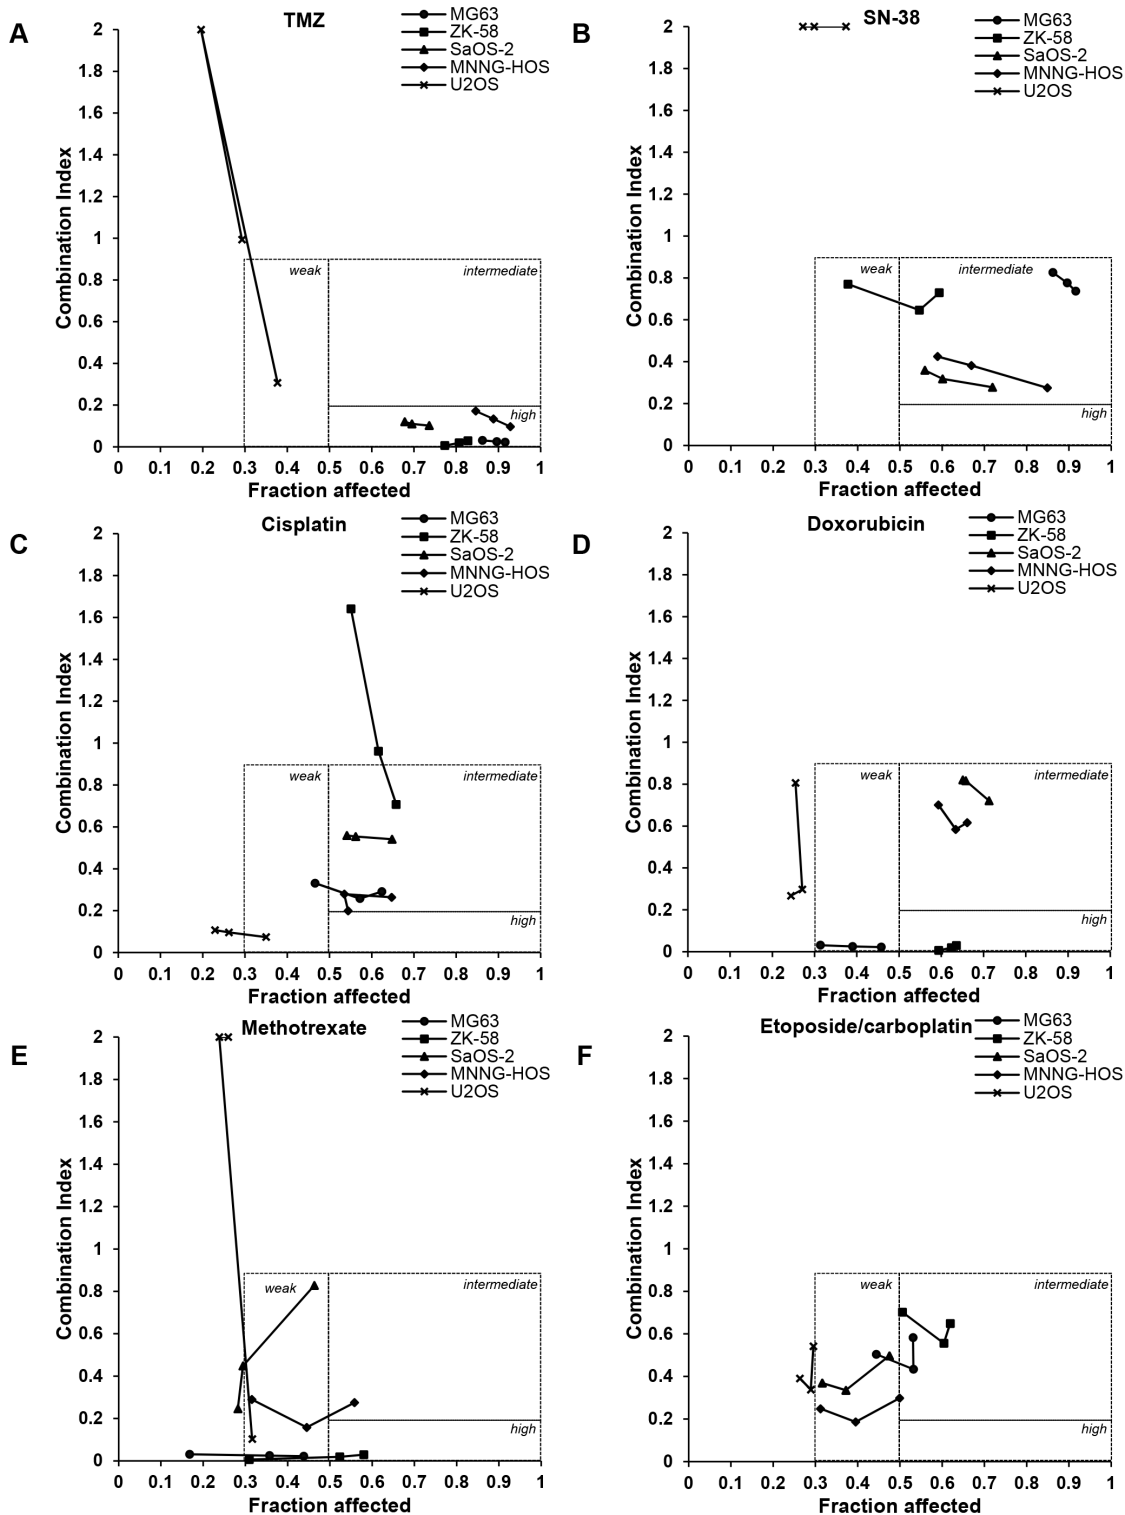 A
TMZ
MG63
ZK-58
SaOS-2
MNNG-HOS
U2OS
Combination Index
2
1.8
1.6
1.4
1.2
1
0.8
0.6
0.4
0.2
0
weak
intermediate
high
0 0.1 0.2 0.3 0.4 0.5 0.6 0.7 0.8 0.9 1
Fraction affected
B
SN-38
MG63
ZK-58
SaOS-2
MNNG-HOS
U2OS
Combination Index
2
1.8
1.6
1.4
1.2
1
0.8
0.6
0.4
0.2
0
weak
intermediate
high
0 0.1 0.2 0.3 0.4 0.5 0.6 0.7 0.8 0.9 1
Fraction affected
C
Cisplatin
MG63
ZK-58
SaOS-2
MNNG-HOS
U2OS
Combination Index
2
1.8
1.6
1.4
1.2
1
0.8
0.6
0.4
0.2
0
weak
intermediate
high
0 0.1 0.2 0.3 0.4 0.5 0.6 0.7 0.8 0.9 1
Fraction affected
D
Doxorubicin
MG63
ZK-58
SaOS-2
MNNG-HOS
U2OS
Combination Index
2
1.8
1.6
1.4
1.2
1
0.8
0.6
0.4
0.2
0
weak
intermediate
high
0 0.1 0.2 0.3 0.4 0.5 0.6 0.7 0.8 0.9 1
Fraction affected
E
Methotrexate
MG63
ZK-58
SaOS-2
MNNG-HOS
U2OS
Combination Index
2
1.8
1.6
1.4
1.2
1
0.8
0.6
0.4
0.2
0
weak
intermediate
high
0 0.1 0.2 0.3 0.4 0.5 0.6 0.7 0.8 0.9 1
Fraction affected
F
Etoposide/carboplatin
MG63
ZK-58
SaOS-2
MNNG-HOS
U2OS
Combination Index
2
1.8
1.6
1.4
1.2
1
0.8
0.6
0.4
0.2
0
weak
intermediate
high
0 0.1 0.2 0.3 0.4 0.5 0.6 0.7 0.8 0.9 1
Fraction affected